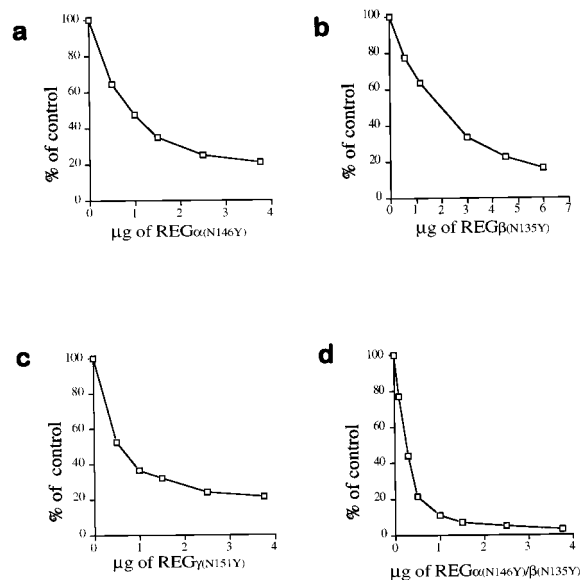 a
100
80
60
40
20
0
% of control
0 1 2 3 4
µg of REGα(N146Y)
b
100
80
60
40
20
0
% of control
0 1 2 3 4 5 6 7
µg of REGβ(N135Y)
c
100
80
60
40
20
0
% of control
0 1 2 3 4
µg of REGγ(N151Y)
d
100
80
60
40
20
0
% of control
0 1 2 3 4
µg of REGα(N146Y)/β(N135Y)